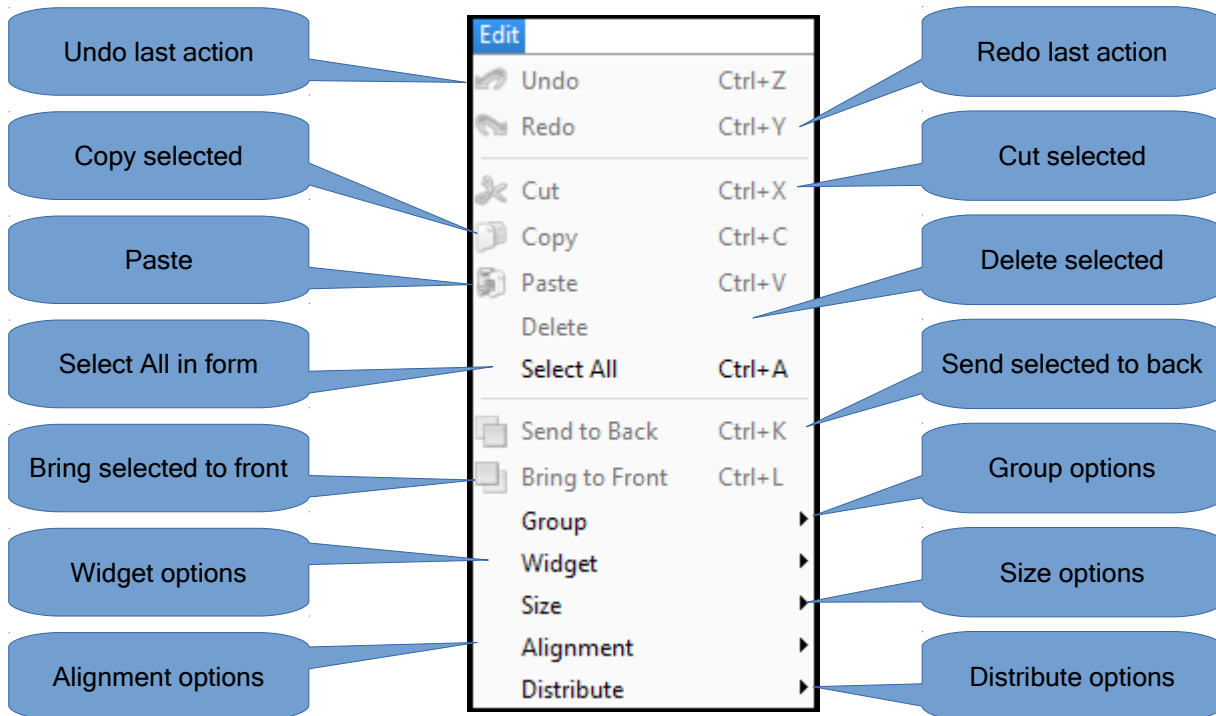 Edit
Undo last action
Redo last action
Undo Ctrl+Z
Redo Ctrl+Y
Copy selected
Cut selected
Cut Ctrl+X
Copy Ctrl+C
Paste
Delete selected
Paste Ctrl+V
Delete
Select All in form
Send selected to back
Select All Ctrl+A
Send to Back Ctrl+K
Bring selected to front
Group options
Bring to Front Ctrl+L
Group
Widget
Widget options
Size options
Size
Alignment
Alignment options
Distribute options
Distribute